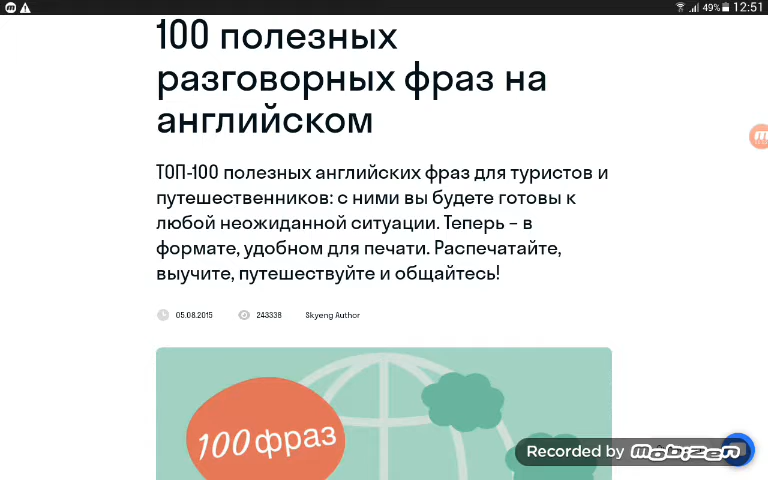 49% 12:51
100 полезных
разговорных фраз на
английском
ТОП-100 полезных английских фраз для туристов и
путешественников: с ними вы будете готовы к
любой неожиданной ситуации. Теперь – в
формате, удобном для печати. Распечатайте,
выучите, путешествуйте и общайтесь!
05.08.2015 243338 Skyeng Author
100 фраз
Recorded by mobizen